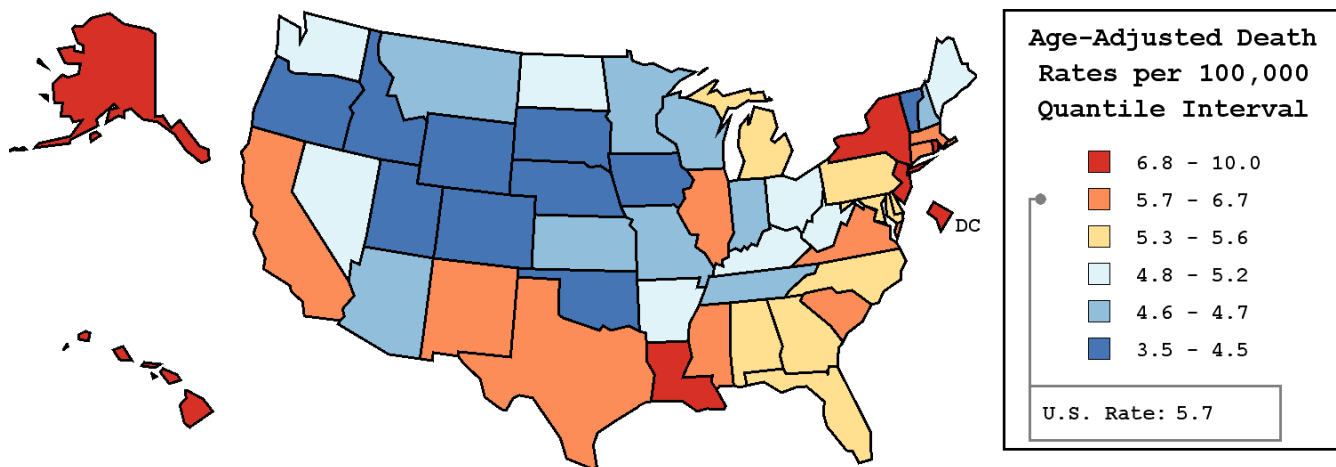 Age-Adjusted Death
Rates per 100,000
Quantile Interval
6.8 - 10.0
5.7 - 6.7
5.3 - 5.6
4.8 - 5.2
4.6 - 4.7
3.5 - 4.5
U.S. Rate: 5.7
DC